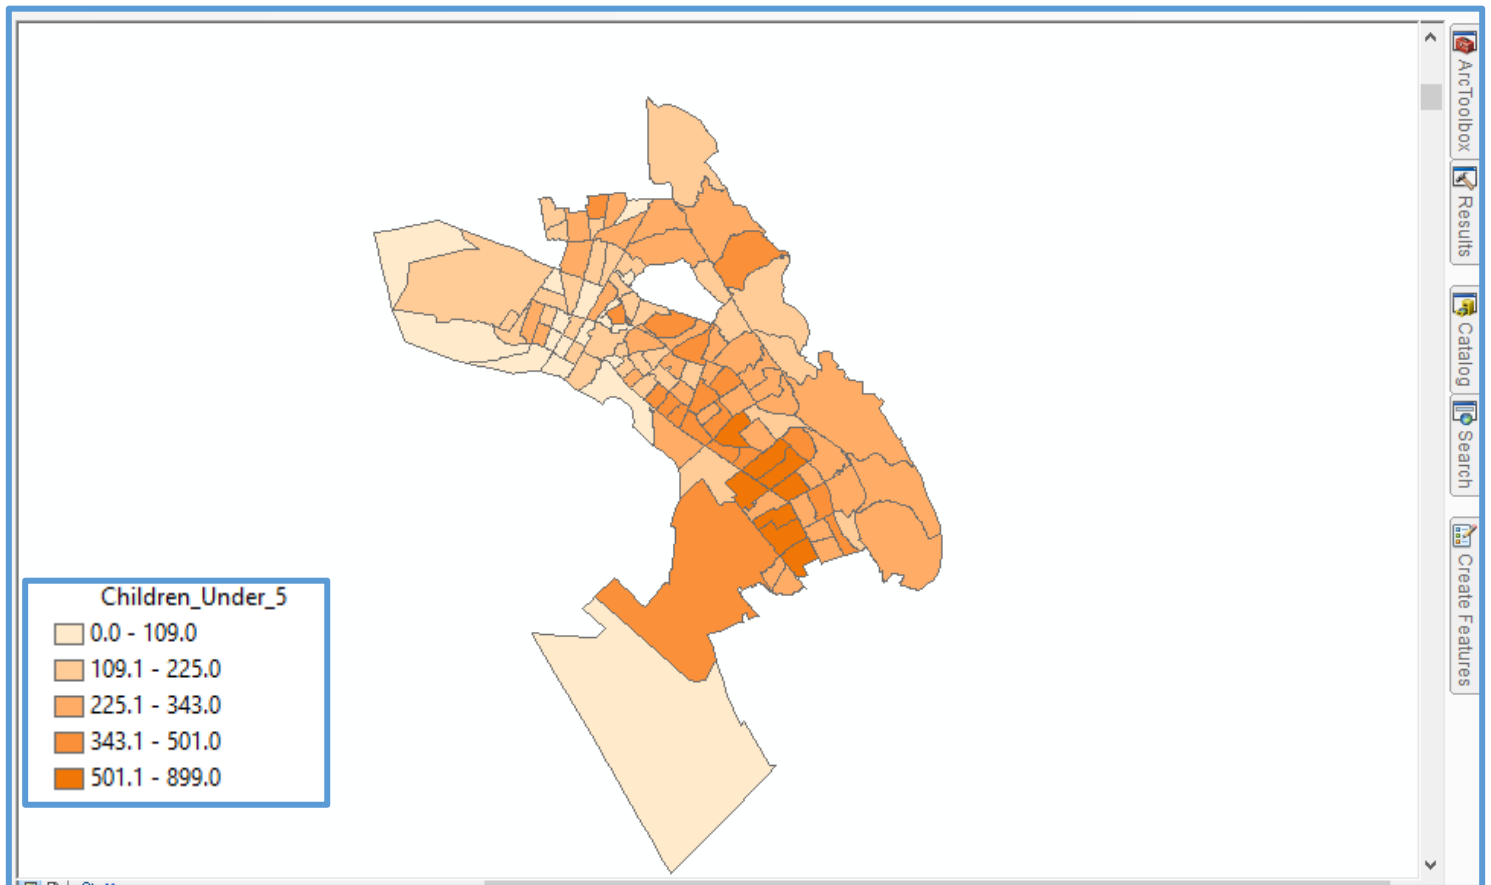 ArcToolbox
Results
Catalog
Search
Create Features
Children_Under_5
0.0 - 109.0
109.1 - 225.0
225.1 - 343.0
343.1 - 501.0
501.1 - 899.0